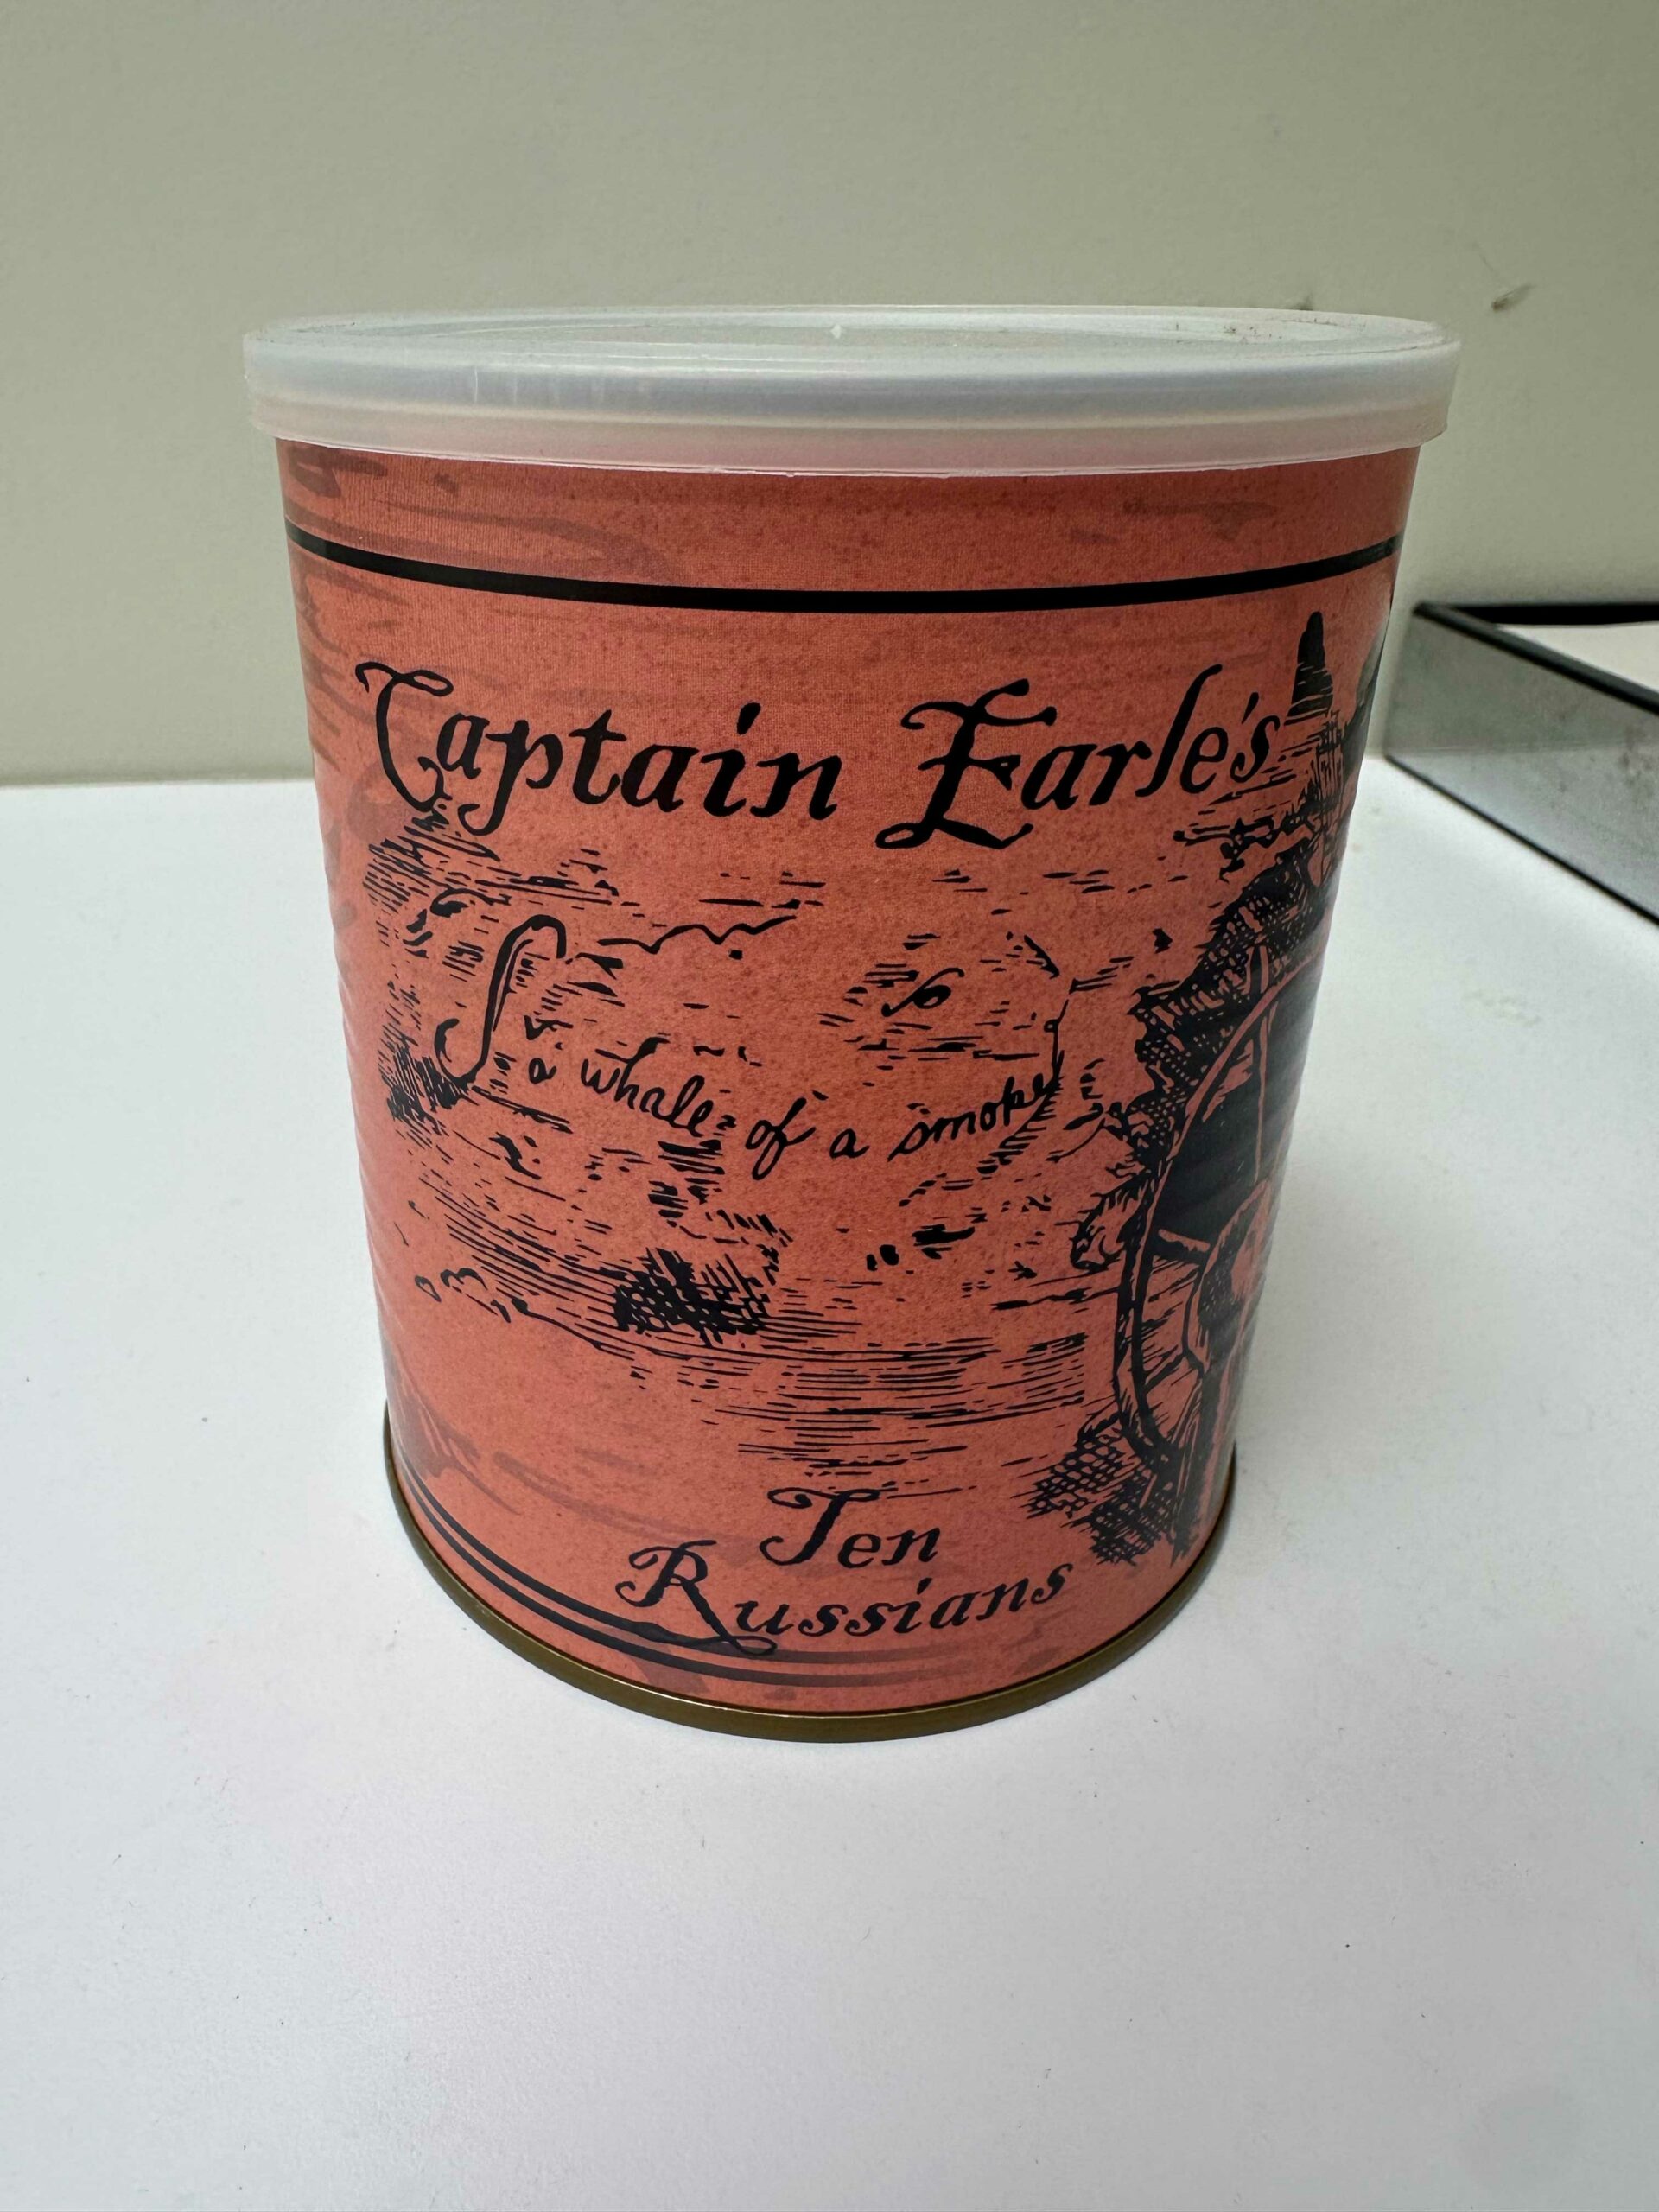 Captain Earle's
a whale of a smoke
Ten
Russians